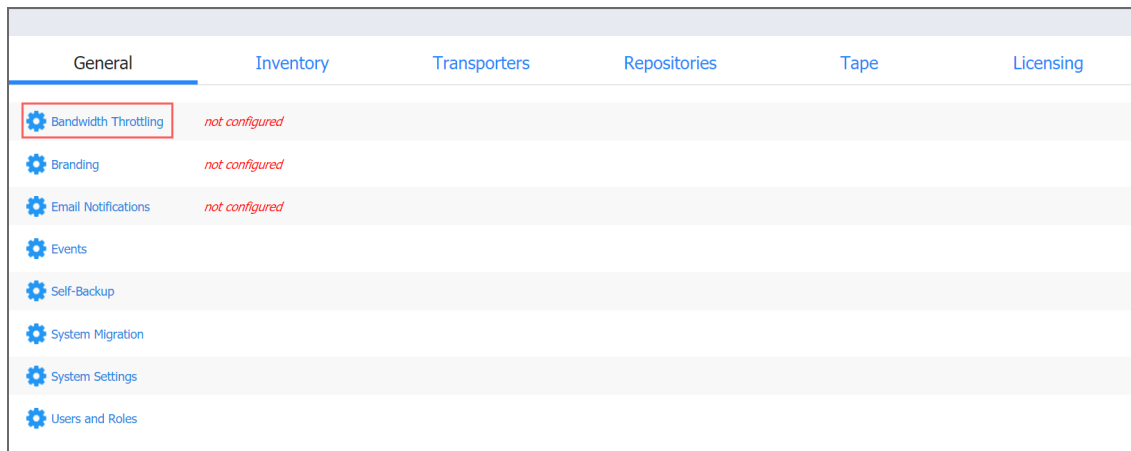 General Inventory Transporters Repositories Tape Licensing
Bandwidth Throttling not configured
Branding not configured
Email Notifications not configured
Events
Self-Backup
System Migration
System Settings
Users and Roles